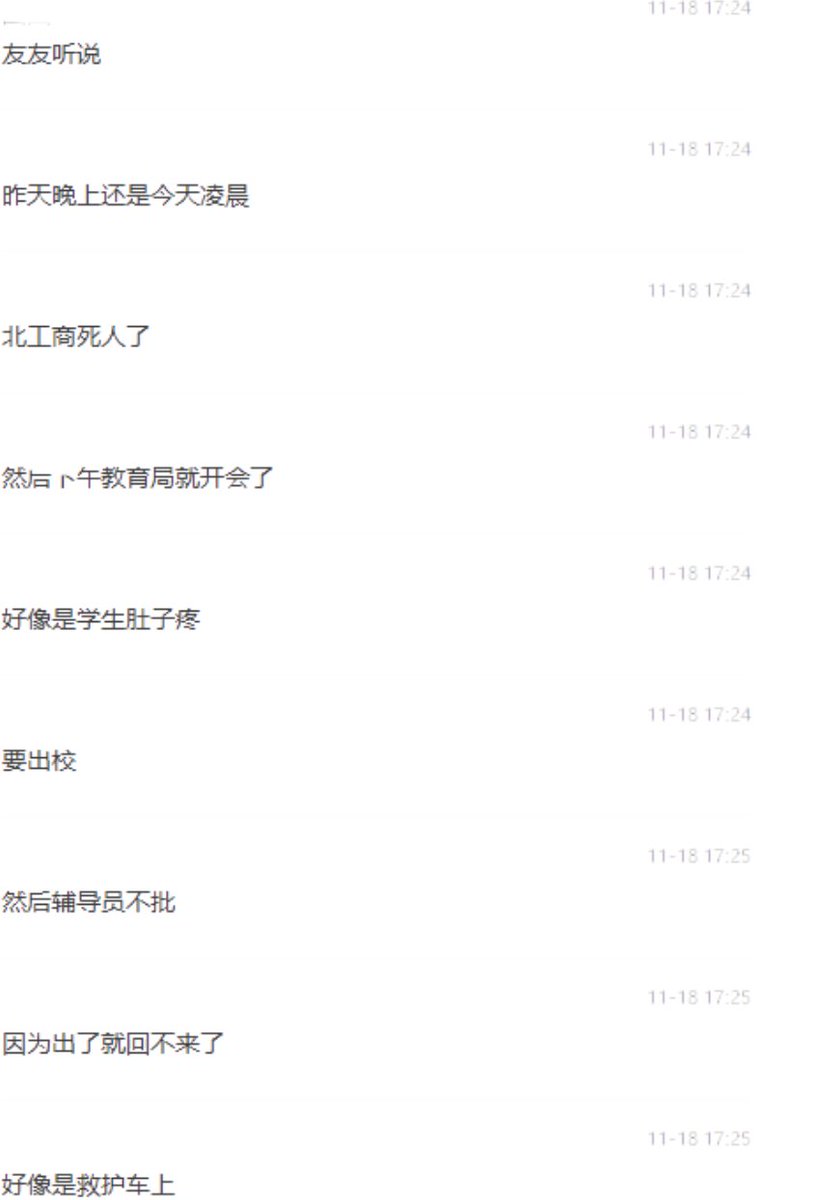 11-18 17:24
友友听说
11-18 17:24
昨天晚上还是今天凌晨
11-18 17:24
北工商死人了
11-18 17:24
然后下午教育局就开会了
11-18 17:24
好像是学生肚子疼
11-18 17:24
要出校
11-18 17:25
然后辅导员不批
11-18 17:25
因为出了就回不来了
11-18 17:25
好像是救护车上